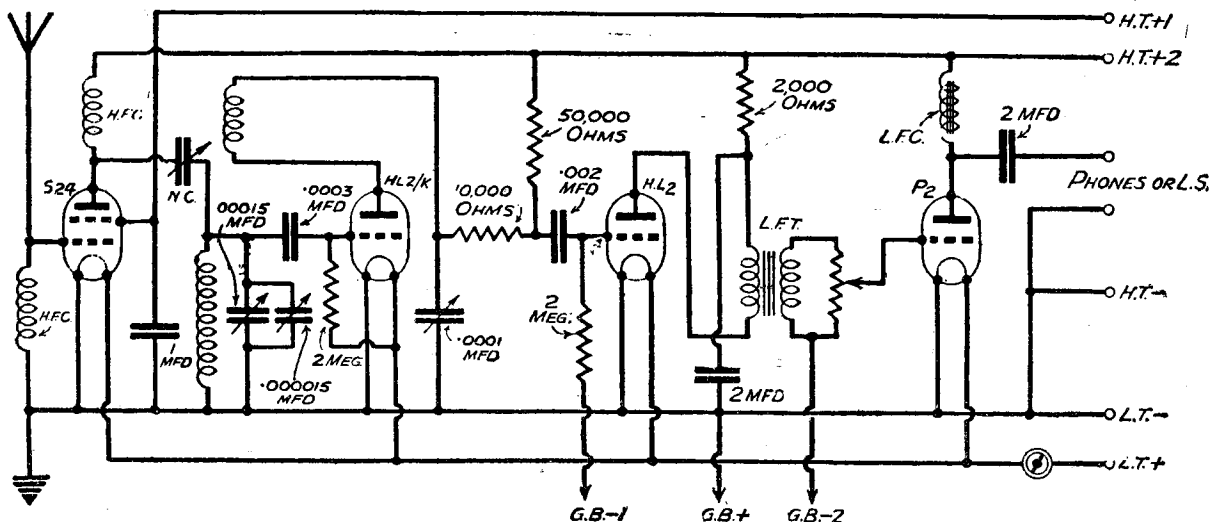 H.T.+1
H.T.+2
H.F.C.
50,000
OHMS
2,000
OHMS
L.F.C.
2 MFD
S24
N.C.
.00015
MFD
.0003
MFD
HL2/K
10,000
OHMS
.002
MFD
H.L2
P2
PHONES OR L.S.
L.F.T.
H.F.C.
1
MFD
2 MEG.
.000015
MFD
.0001
MFD
2
MEG.
2 MFD
H.T.-
L.T.-
L.T.+
G.B.-1
G.B.+
G.B.-2